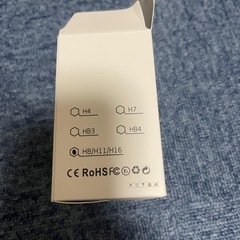 H4 H7
HB3 HB4
H8/H11/H16
CE RoHS FC